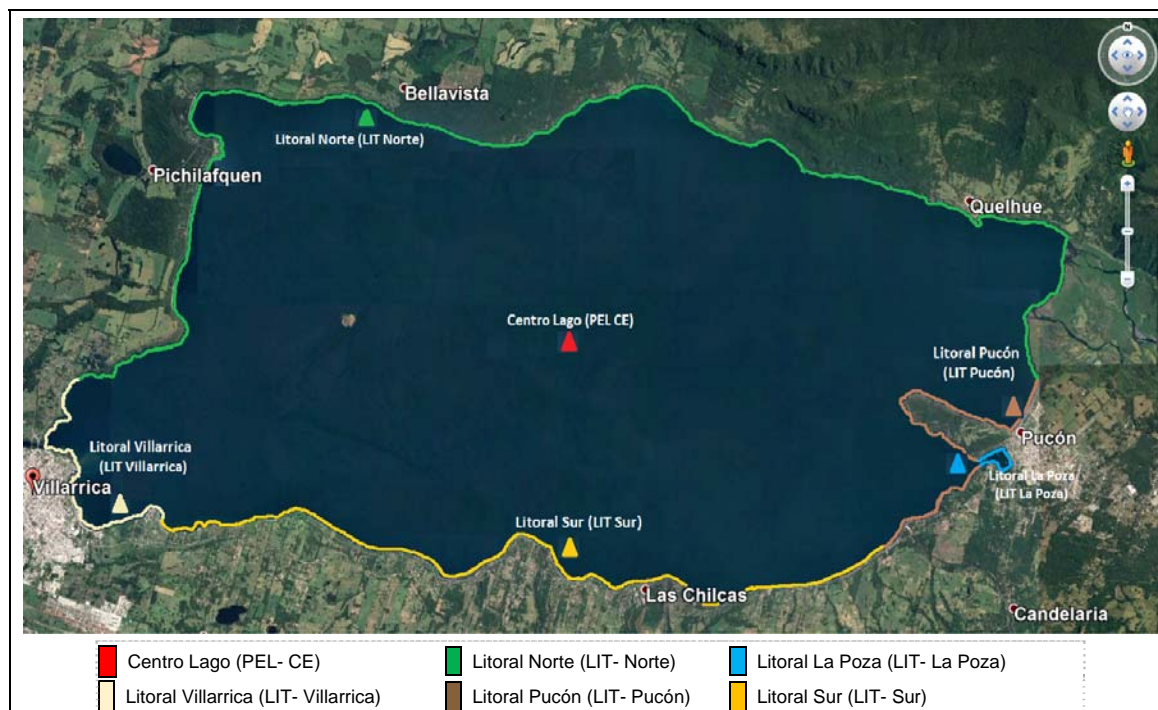 N
Bellavista
Litoral Norte (LIT Norte)
Pichilafquen
Quelhue
Centro Lago (PEL CE)
Litoral Pucón
(LIT Pucón)
Pucón
Litoral Villarrica
(LIT Villarrica)
Villarrica
Litoral La Poza
(LIT La Poza)
Litoral Sur (LIT Sur)
Las Chilcas
Candelaria
Centro Lago (PEL- CE)
Litoral Norte (LIT- Norte)
Litoral La Poza (LIT- La Poza)
Litoral Villarrica (LIT- Villarrica)
Litoral Pucón (LIT- Pucón)
Litoral Sur (LIT- Sur)